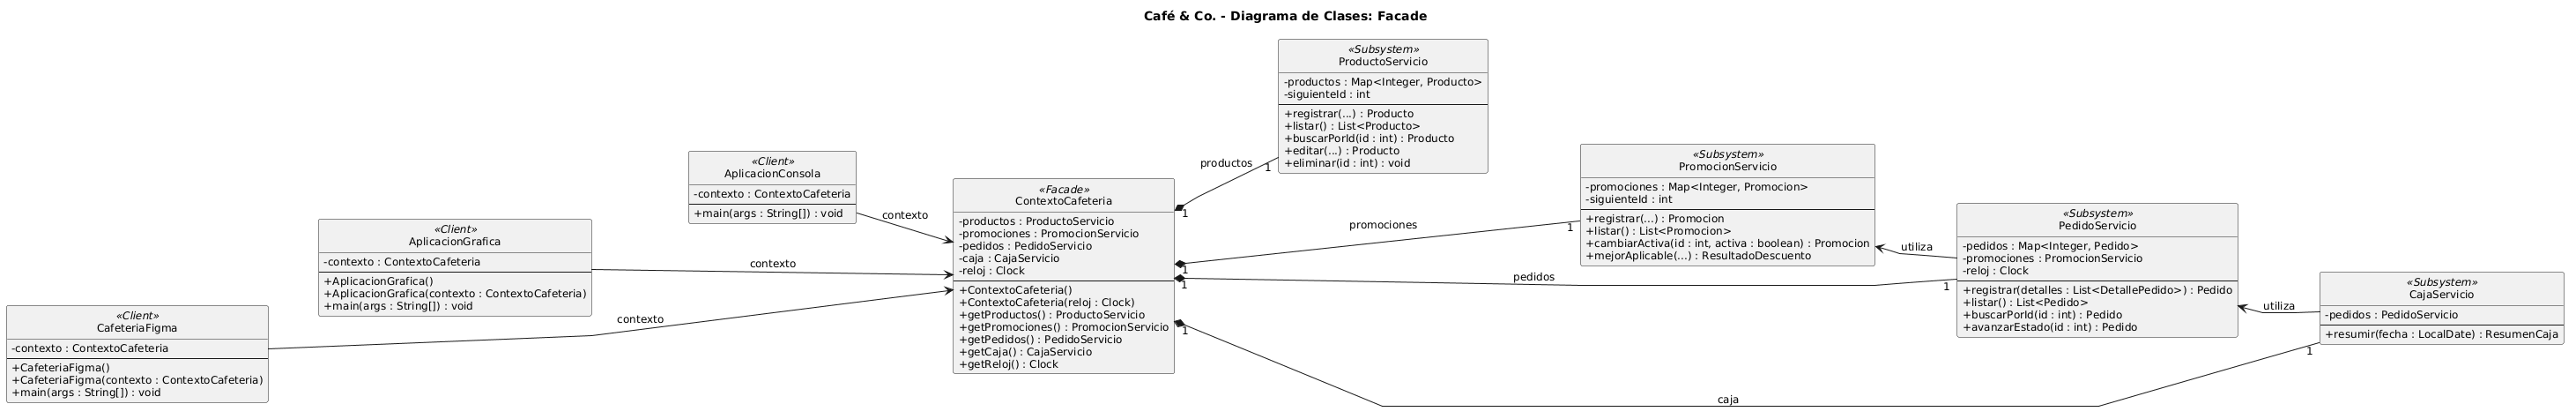 Café & Co. - Diagrama de Clases: Facade
«Subsystem»
ProductoServicio
-productos : Map<Integer, Producto>
-siguienteId : int
+registrar(...) : Producto
+listar() : List<Producto>
+buscarPorId(id : int) : Producto
+editar(...) : Producto
+eliminar(id : int) : void
«Client»
AplicacionConsola
-contexto : ContextoCafeteria
+main(args : String[]) : void
«Client»
AplicacionGrafica
-contexto : ContextoCafeteria
+AplicacionGrafica()
+AplicacionGrafica(contexto : ContextoCafeteria)
+main(args : String[]) : void
«Client»
CafeteriaFigma
-contexto : ContextoCafeteria
+CafeteriaFigma()
+CafeteriaFigma(contexto : ContextoCafeteria)
+main(args : String[]) : void
contexto
contexto
contexto
«Facade»
ContextoCafeteria
-productos : ProductoServicio
-promociones : PromocionServicio
-pedidos : PedidoServicio
-caja : CajaServicio
-reloj : Clock
+ContextoCafeteria()
+ContextoCafeteria(reloj : Clock)
+getProductos() : ProductoServicio
+getPromociones() : PromocionServicio
+getPedidos() : PedidoServicio
+getCaja() : CajaServicio
+getReloj() : Clock
productos
1
1
promociones
1
1
pedidos
1
1
caja
1
1
«Subsystem»
PromocionServicio
-promociones : Map<Integer, Promocion>
-siguienteId : int
+registrar(...) : Promocion
+listar() : List<Promocion>
+cambiarActiva(id : int, activa : boolean) : Promocion
+mejorAplicable(...) : ResultadoDescuento
utiliza
«Subsystem»
PedidoServicio
-pedidos : Map<Integer, Pedido>
-promociones : PromocionServicio
-reloj : Clock
+registrar(detalles : List<DetallePedido>) : Pedido
+listar() : List<Pedido>
+buscarPorId(id : int) : Pedido
+avanzarEstado(id : int) : Pedido
utiliza
«Subsystem»
CajaServicio
-pedidos : PedidoServicio
+resumir(fecha : LocalDate) : ResumenCaja